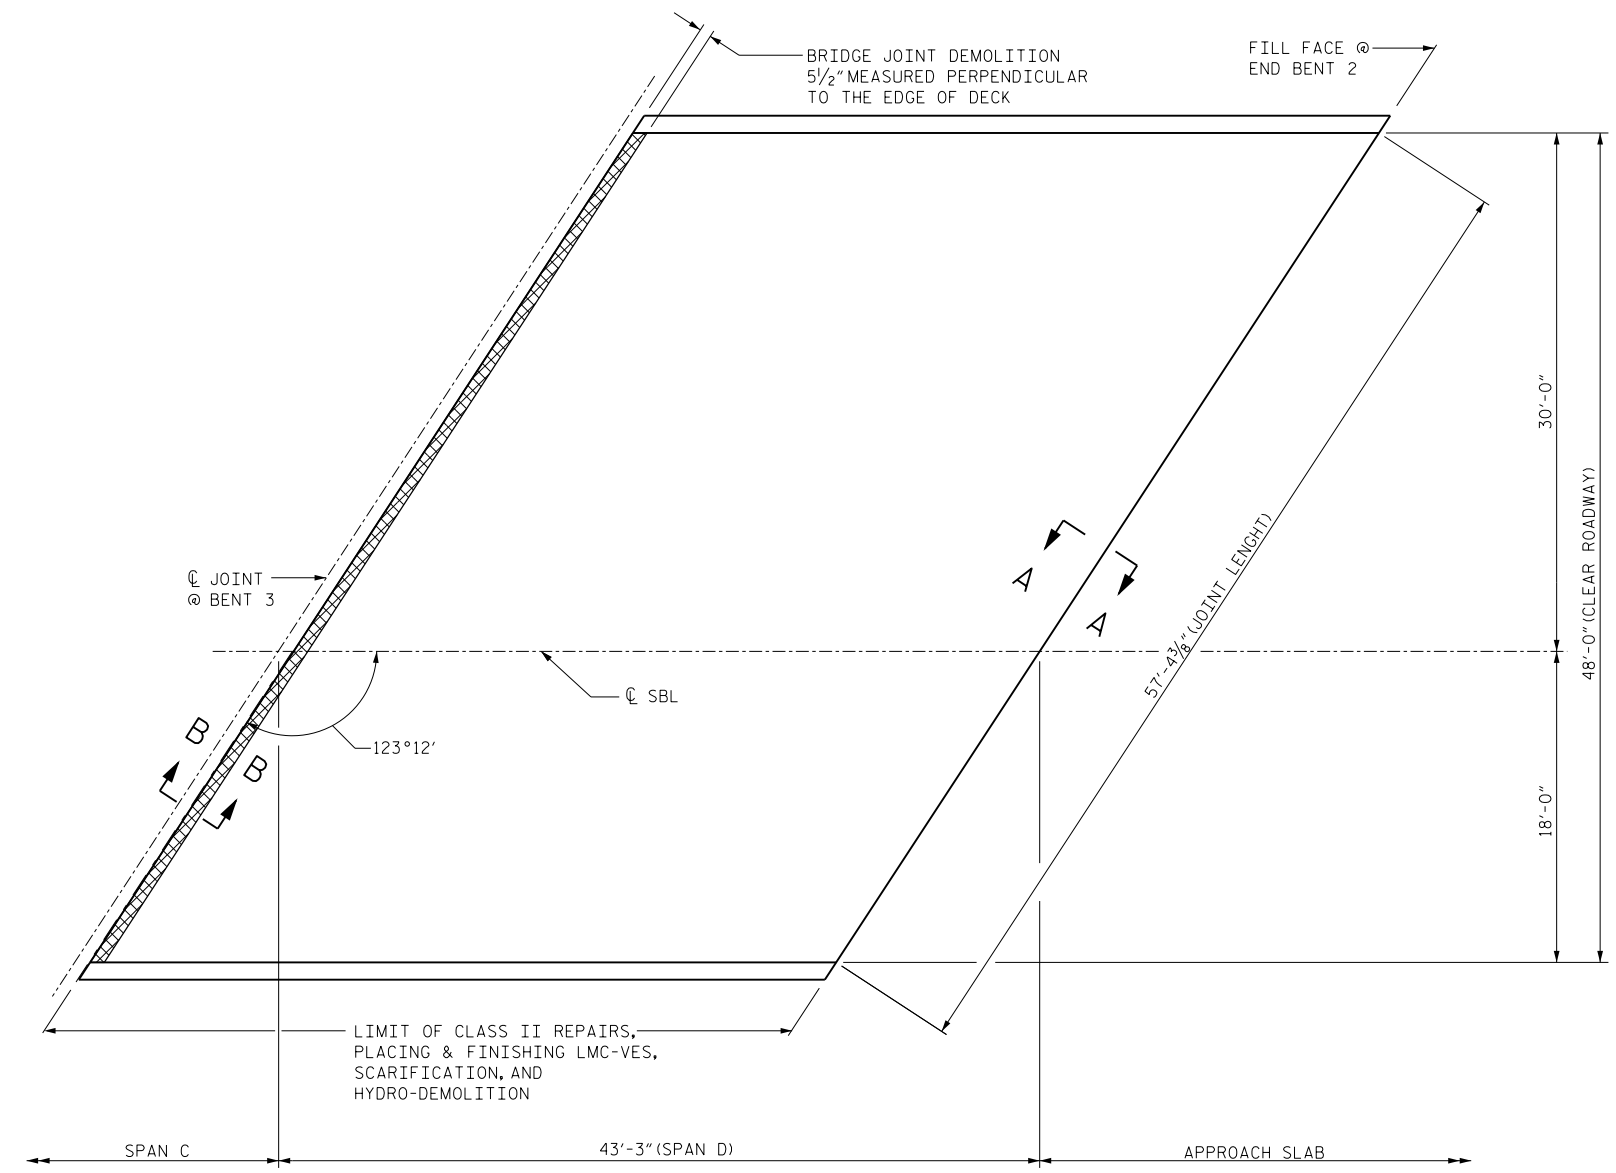 BRIDGE JOINT DEMOLITION
5½" MEASURED PERPENDICULAR
TO THE EDGE OF DECK
FILL FACE @
END BENT 2
30'-0"
48'-0" (CLEAR ROADWAY)
57'-4⅜" (JOINT LENGHT)
A
A
℄ JOINT
@ BENT 3
℄ SBL
B
B
123°12'
18'-0"
LIMIT OF CLASS II REPAIRS,
PLACING & FINISHING LMC-VES,
SCARIFICATION, AND
HYDRO-DEMOLITION
SPAN C
43'-3" (SPAN D)
APPROACH SLAB